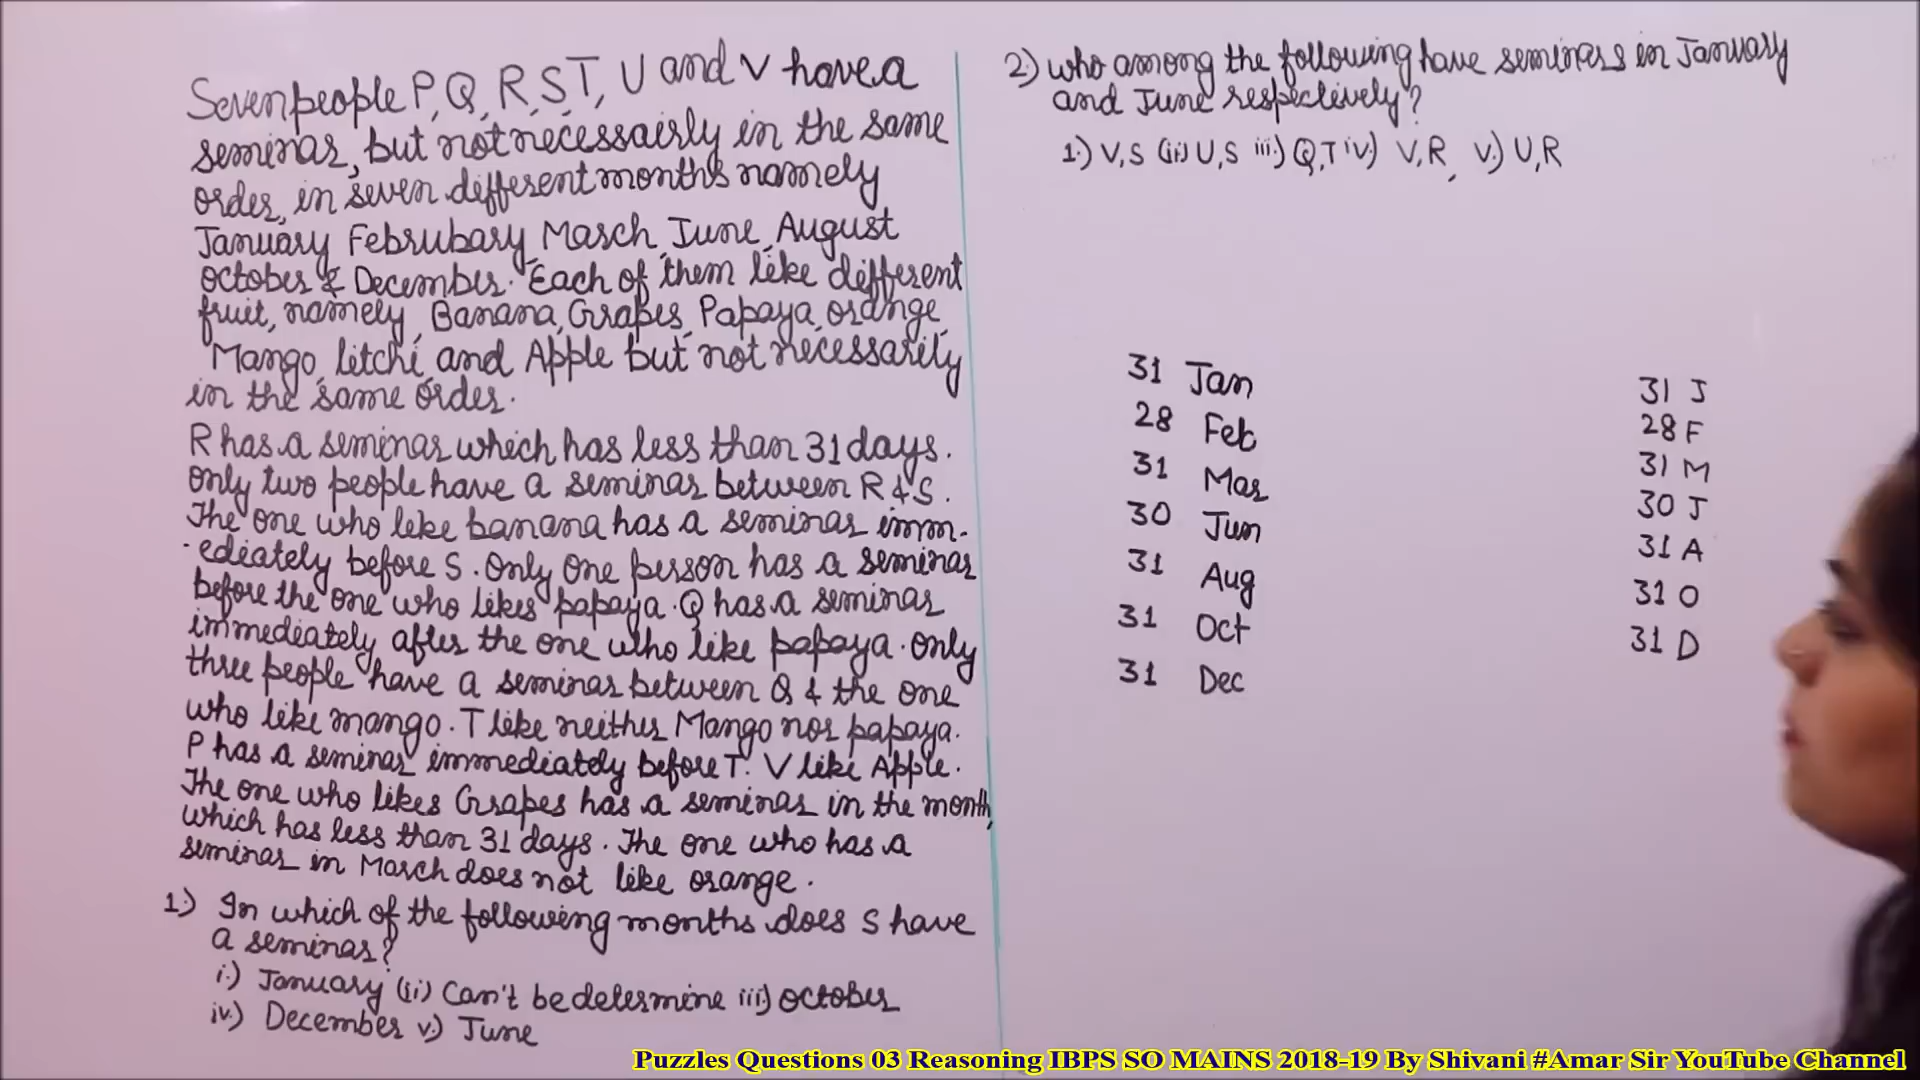 Seven people P, Q, R, S T, U and V have a
seminar, but not necessairly in the same
order, in seven different months namely
January Februbary, March, June, August
October & December. Each of them like different
fruit, namely, Banana, Grapes, Papaya, orange,
Mango, litchi, and Apple but not necessarily
in the same order.
R has a seminar which has less than 31 days.
only two people have a seminar between R & S.
The one who like banana has a seminar imm-
-ediately before S. Only one person has a seminar
before the one who likes papaya. Q has a seminar
immediately after the one who like papaya. only
three people have a seminar between Q & the one
who like mango. T like neither Mango nor papaya.
P has a seminar immediately before T. V like Apple.
The one who likes Grapes has a seminar in the month,
which has less than 31 days. The one who has a
seminar in March does not like orange.
1.) In which of the following months does S have
a seminar?
i.) January (ii) Can't be determine iii) October
iv.) December v.) June
2.) who among the following have seminars in January
and June respectively?
1.) V,S (ii) U,S iii.) Q,T iv.) V,R, v.) U,R
31 Jan
28 Feb
31 Mar
30 Jun
31 Aug
31 Oct
31 Dec
31 J
28 F
31 M
30 J
31 A
31 O
31 D
Puzzles Questions 03 Reasoning IBPS SO MAINS 2018-19 By Shivani #Amar Sir YouTube Channel